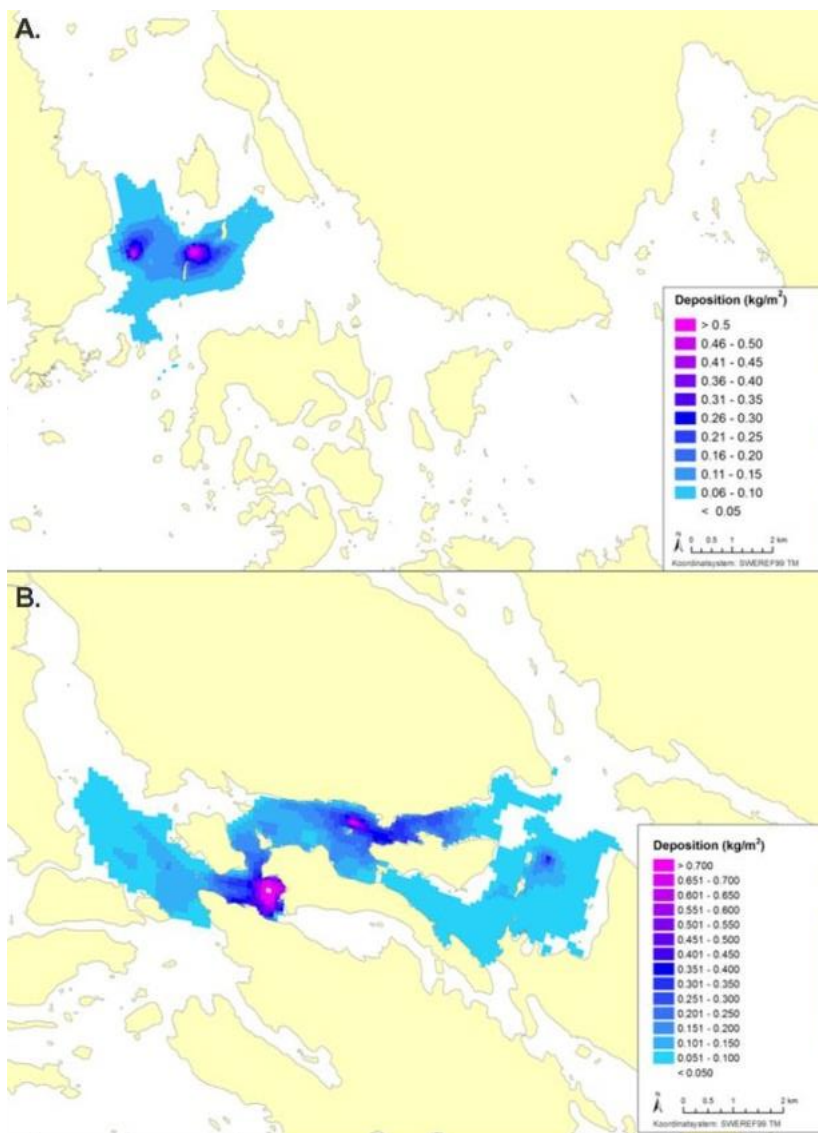 A.
Deposition (kg/m²)
> 0.5
0.46 - 0.50
0.41 - 0.45
0.36 - 0.40
0.31 - 0.35
0.26 - 0.30
0.21 - 0.25
0.16 - 0.20
0.11 - 0.15
0.06 - 0.10
< 0.05
N
0 0.5 1 2 km
Koordinatsystem: SWEREF99 TM
B.
Deposition (kg/m²)
> 0.700
0.651 - 0.700
0.601 - 0.650
0.551 - 0.600
0.501 - 0.550
0.451 - 0.500
0.401 - 0.450
0.351 - 0.400
0.301 - 0.350
0.251 - 0.300
0.201 - 0.250
0.151 - 0.200
0.101 - 0.150
0.051 - 0.100
< 0.050
N
0 0.5 1 2 km
Koordinatsystem: SWEREF99 TM